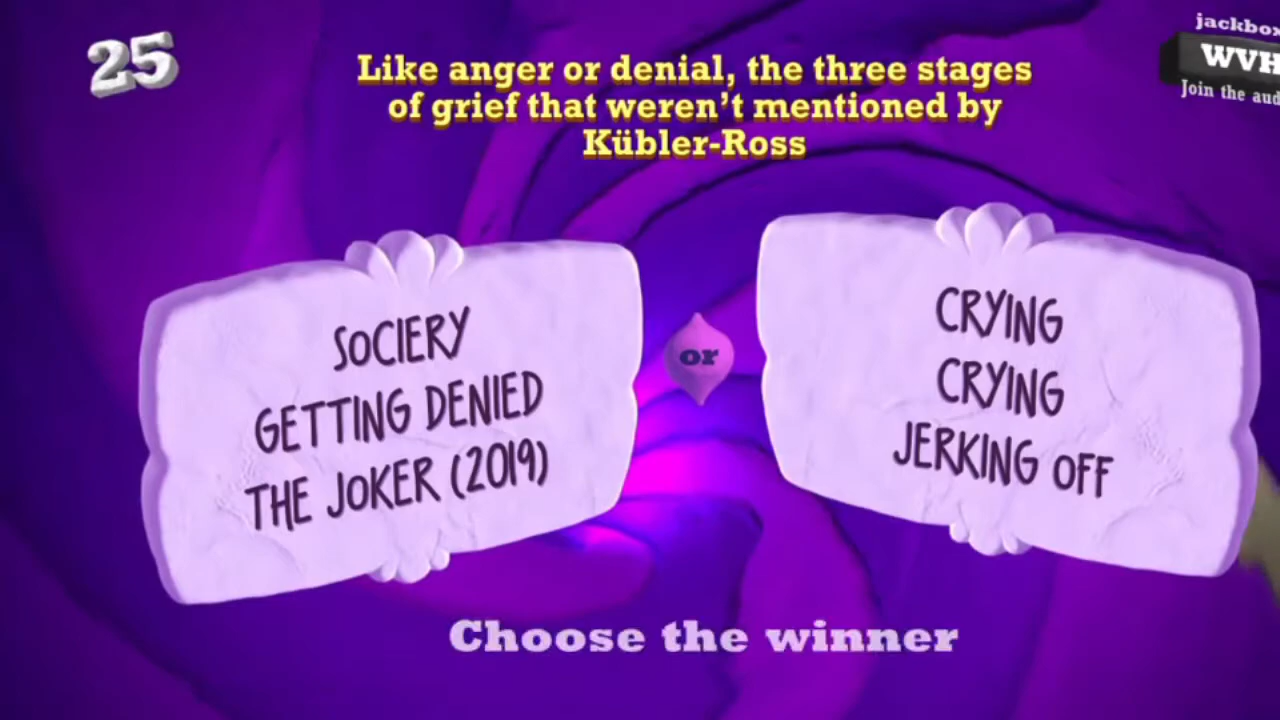 25
Like anger or denial, the three stages
of grief that weren't mentioned by
Kübler-Ross
jackbox
WVH
Join the aud
SOCIERY
GETTING DENIED
THE JOKER (2019)
or
CRYING
CRYING
JERKING OFF
Choose the winner